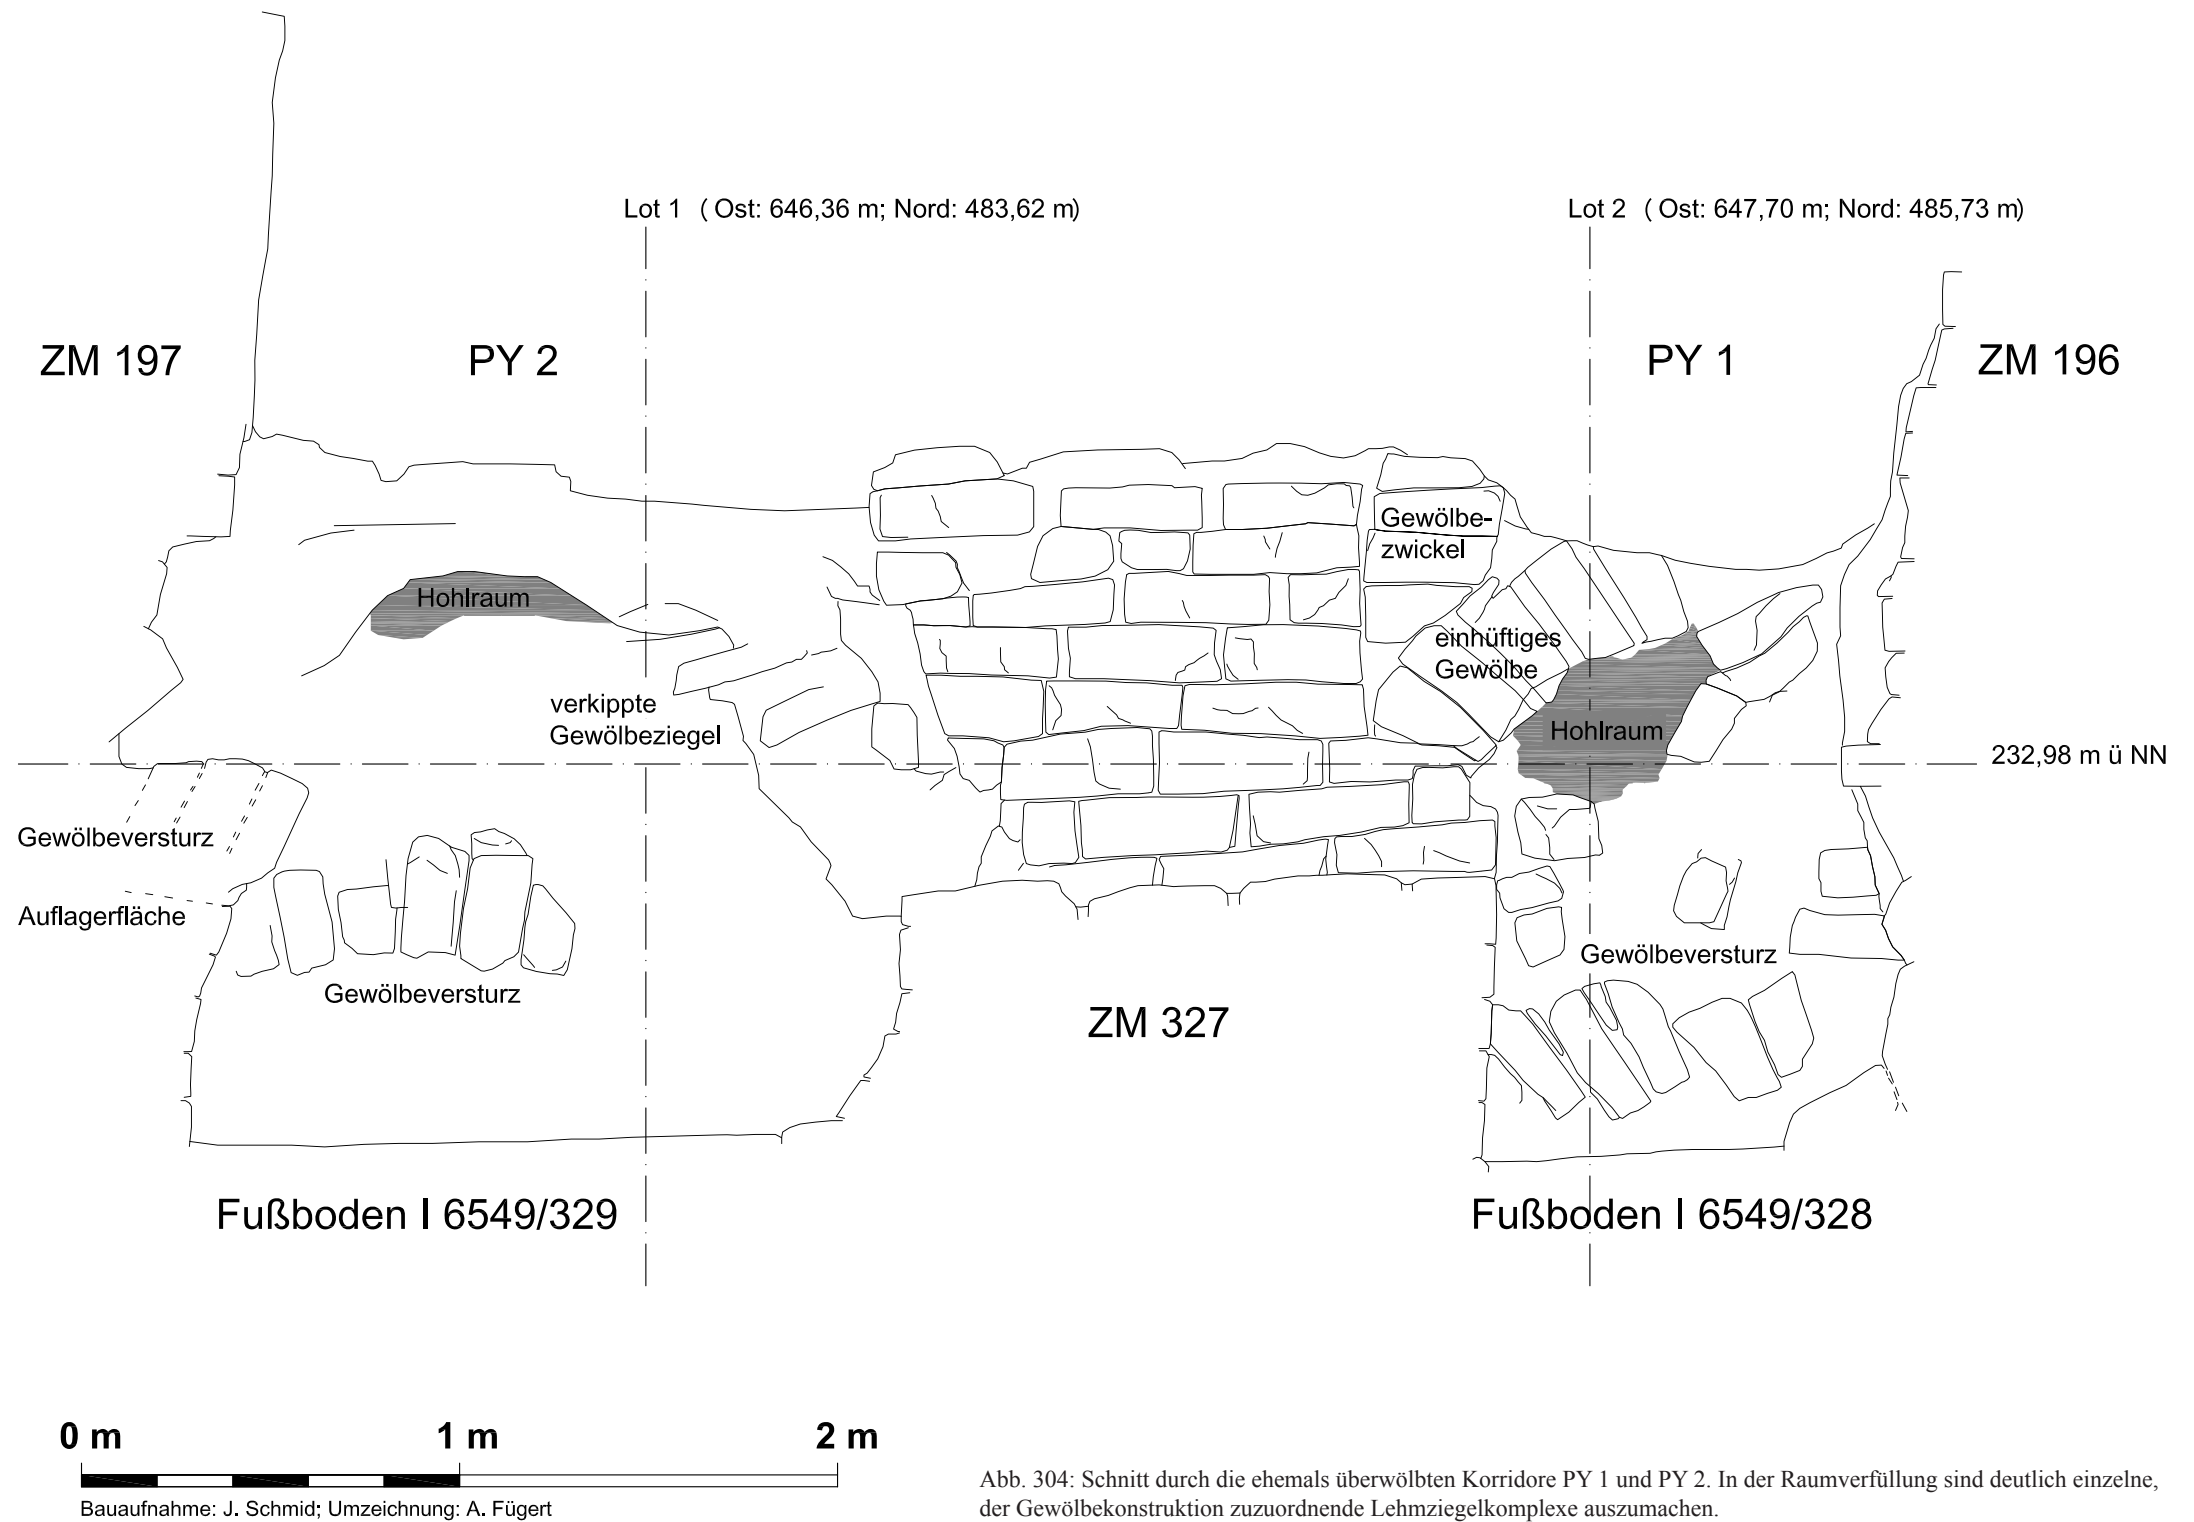 Lot 1 ( Ost: 646,36 m; Nord: 483,62 m)
Lot 2 ( Ost: 647,70 m; Nord: 485,73 m)
ZM 197
PY 2
PY 1
ZM 196
Gewölbe-
zwickel
Hohlraum
einhüftiges
Gewölbe
verkippte
Gewölbeziegel
Hohlraum
232,98 m ü NN
Gewölbeversturz
Auflagerfläche
Gewölbeversturz
Gewölbeversturz
ZM 327
Fußboden I 6549/329
Fußboden I 6549/328
0 m 1 m 2 m
Bauaufnahme: J. Schmid; Umzeichnung: A. Fügert
Abb. 304: Schnitt durch die ehemals überwölbten Korridore PY 1 und PY 2. In der Raumverfüllung sind deutlich einzelne,
der Gewölbekonstruktion zuzuordnende Lehmziegelkomplexe auszumachen.